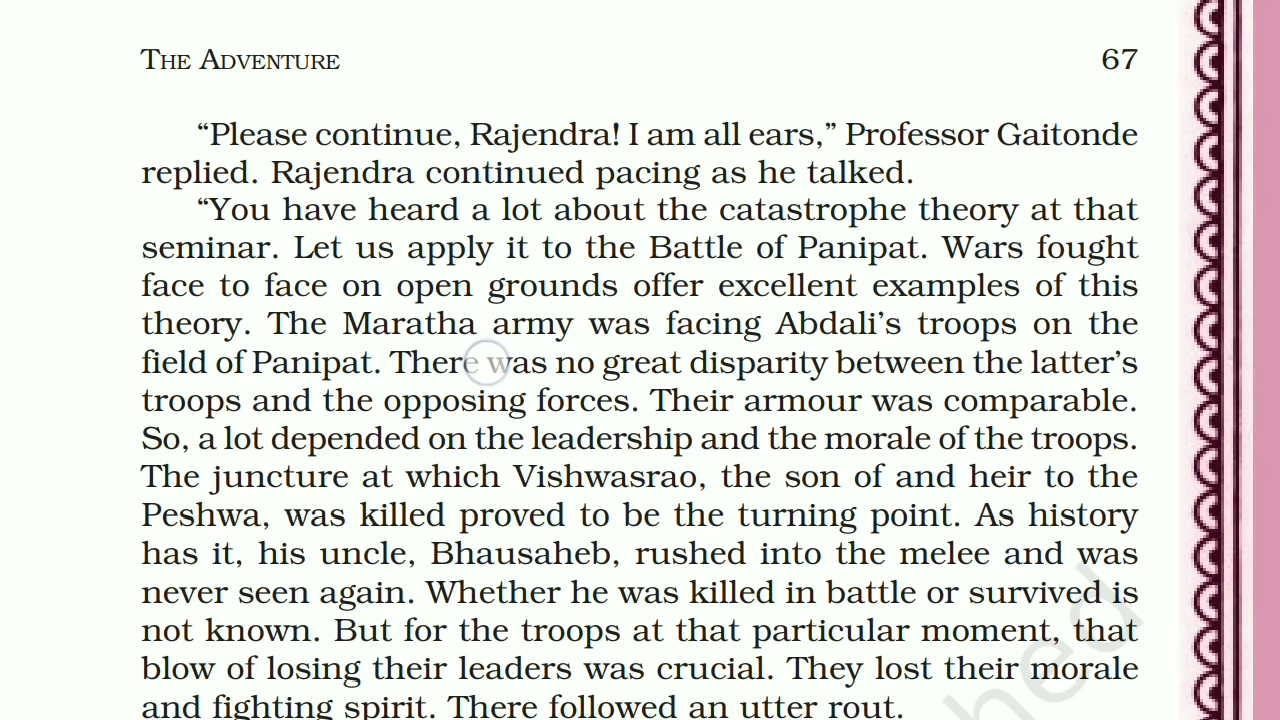 The Adventure 67
“Please continue, Rajendra! I am all ears,” Professor Gaitonde
replied. Rajendra continued pacing as he talked.
“You have heard a lot about the catastrophe theory at that
seminar. Let us apply it to the Battle of Panipat. Wars fought
face to face on open grounds offer excellent examples of this
theory. The Maratha army was facing Abdali’s troops on the
field of Panipat. There was no great disparity between the latter’s
troops and the opposing forces. Their armour was comparable.
So, a lot depended on the leadership and the morale of the troops.
The juncture at which Vishwasrao, the son of and heir to the
Peshwa, was killed proved to be the turning point. As history
has it, his uncle, Bhausaheb, rushed into the melee and was
never seen again. Whether he was killed in battle or survived is
not known. But for the troops at that particular moment, that
blow of losing their leaders was crucial. They lost their morale
and fighting spirit. There followed an utter rout.